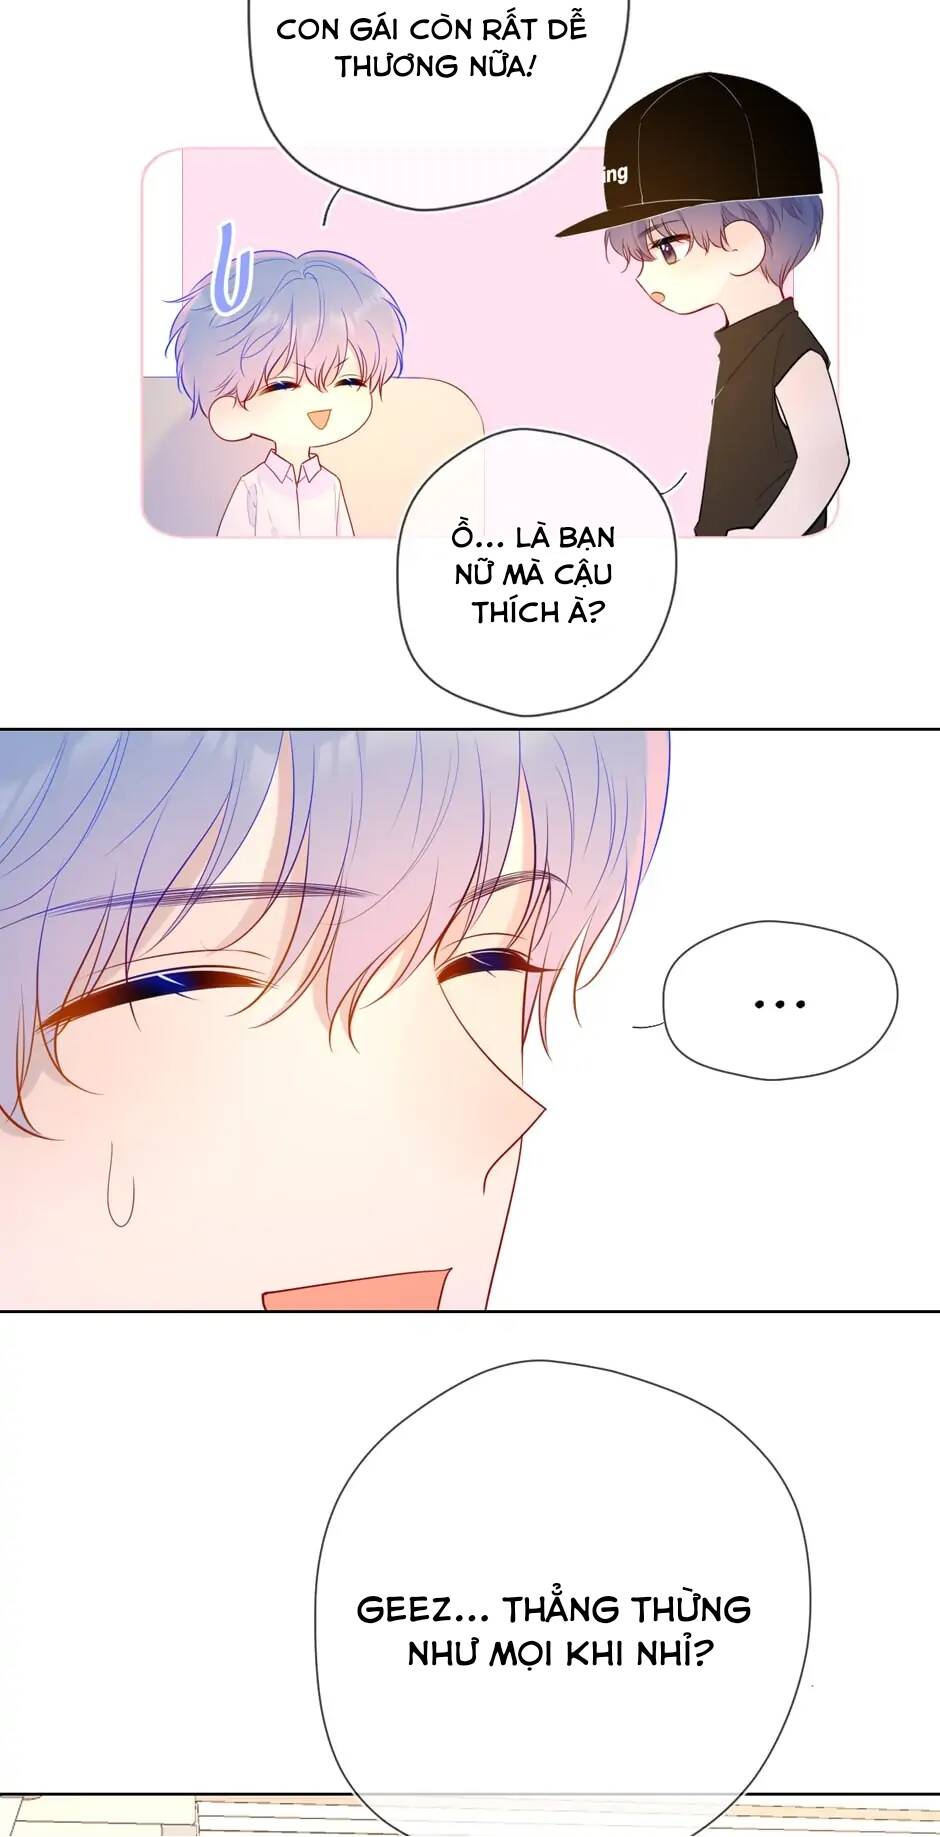 CON GÁI CÒN RẤT DỄ
THƯƠNG NỮA!
ing
Ồ... LÀ BẠN
NỮ MÀ CẬU
THÍCH À?
...
GEEZ... THẲNG THỪNG
NHƯ MỌI KHI NHỈ?